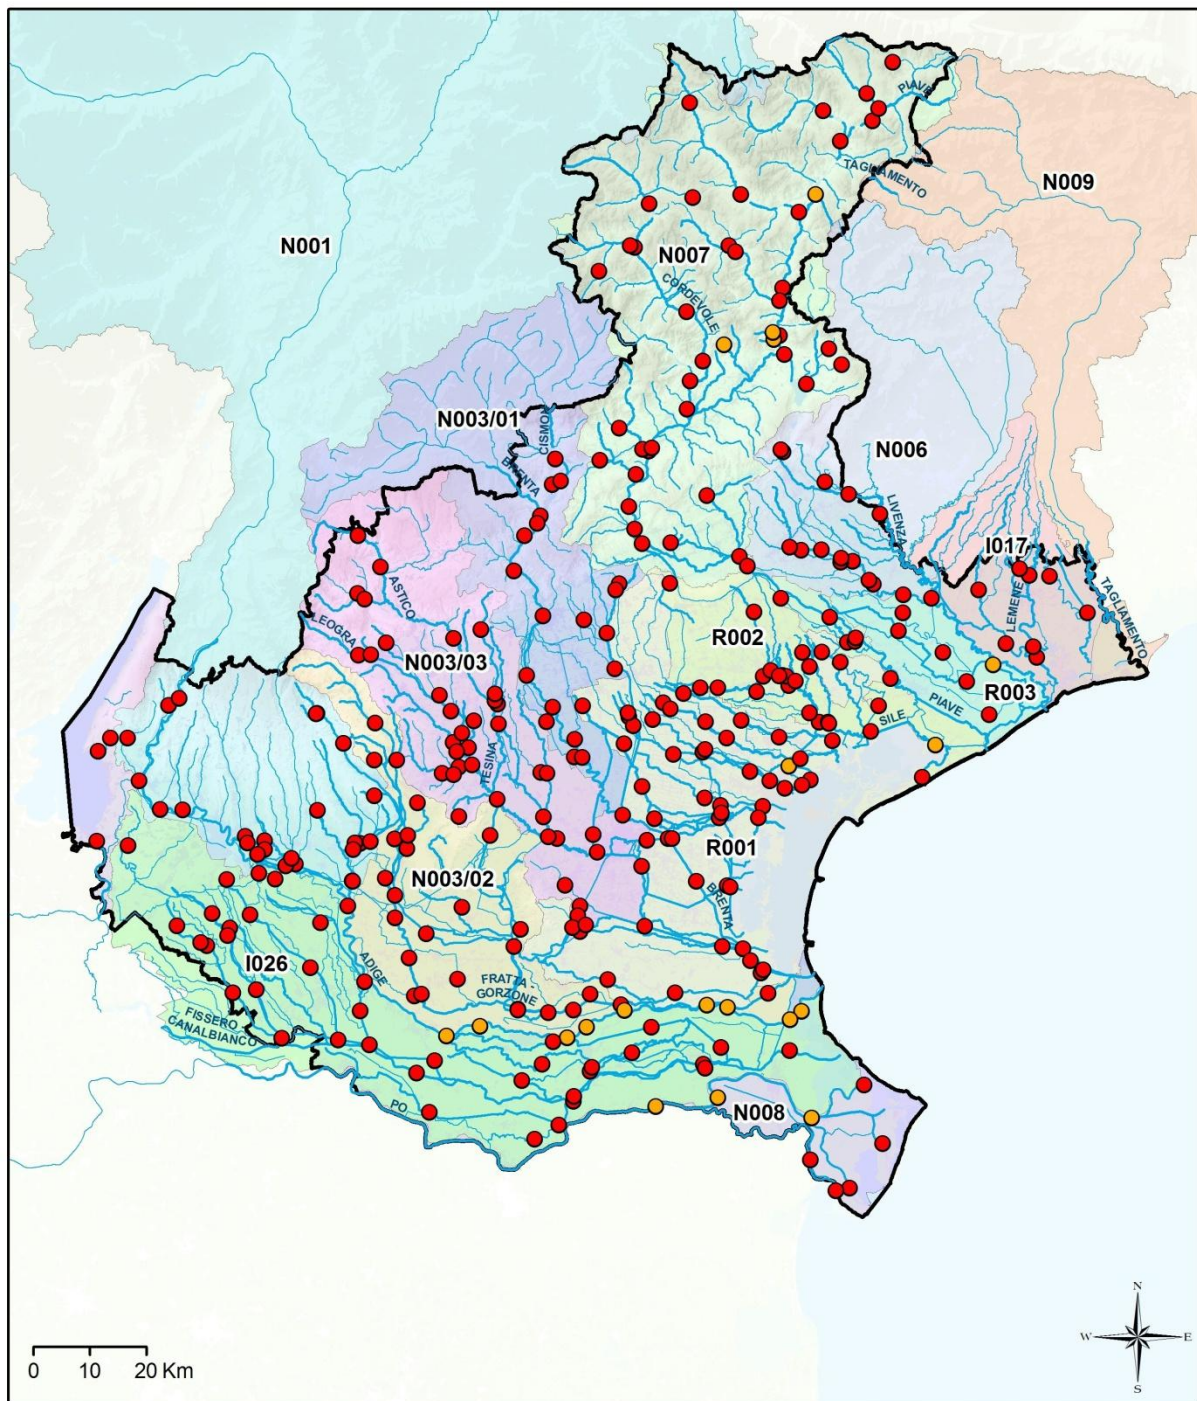 PIAVE
TAGLIAMENTO
N009
N001
N007
CORDEVOLE
N003/01
CISMON
BRENTA
N006
LIVENZA
I017
LEMENE
TAGLIAMENTO
ASTICO
LEOGRA
N003/03
R002
R003
PIAVE
SILE
TESINA
R001
N003/02
BRENTA
I026
ADIGE
FRATTA -
GORZONE
FISSERO -
CANALBIANCO
PO
N008
N
W
E
S
0 10 20 Km